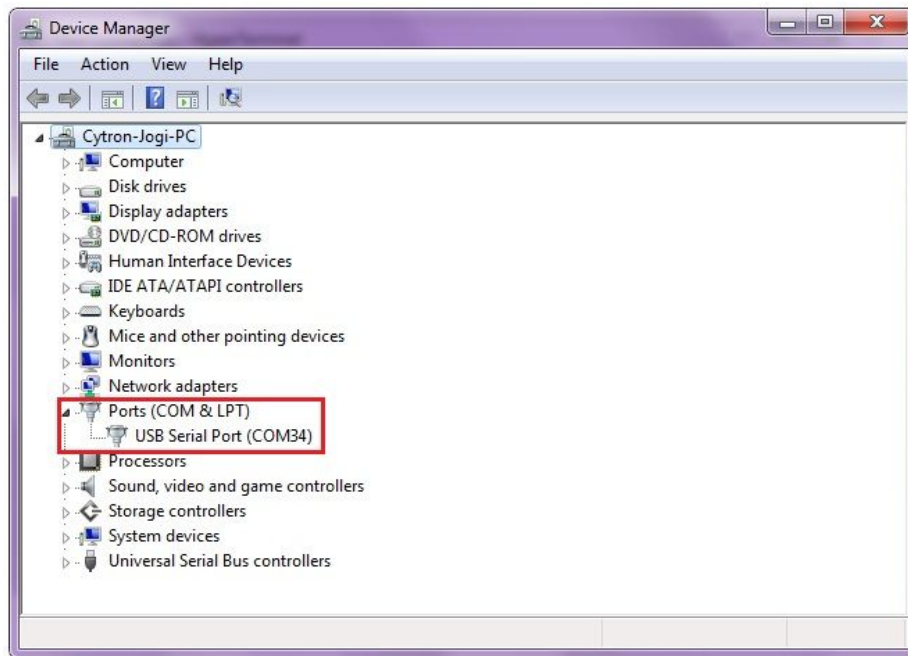 Device Manager
File Action View Help
Cytron-Jogi-PC
Computer
Disk drives
Display adapters
DVD/CD-ROM drives
Human Interface Devices
IDE ATA/ATAPI controllers
Keyboards
Mice and other pointing devices
Monitors
Network adapters
Ports (COM & LPT)
USB Serial Port (COM34)
Processors
Sound, video and game controllers
Storage controllers
System devices
Universal Serial Bus controllers